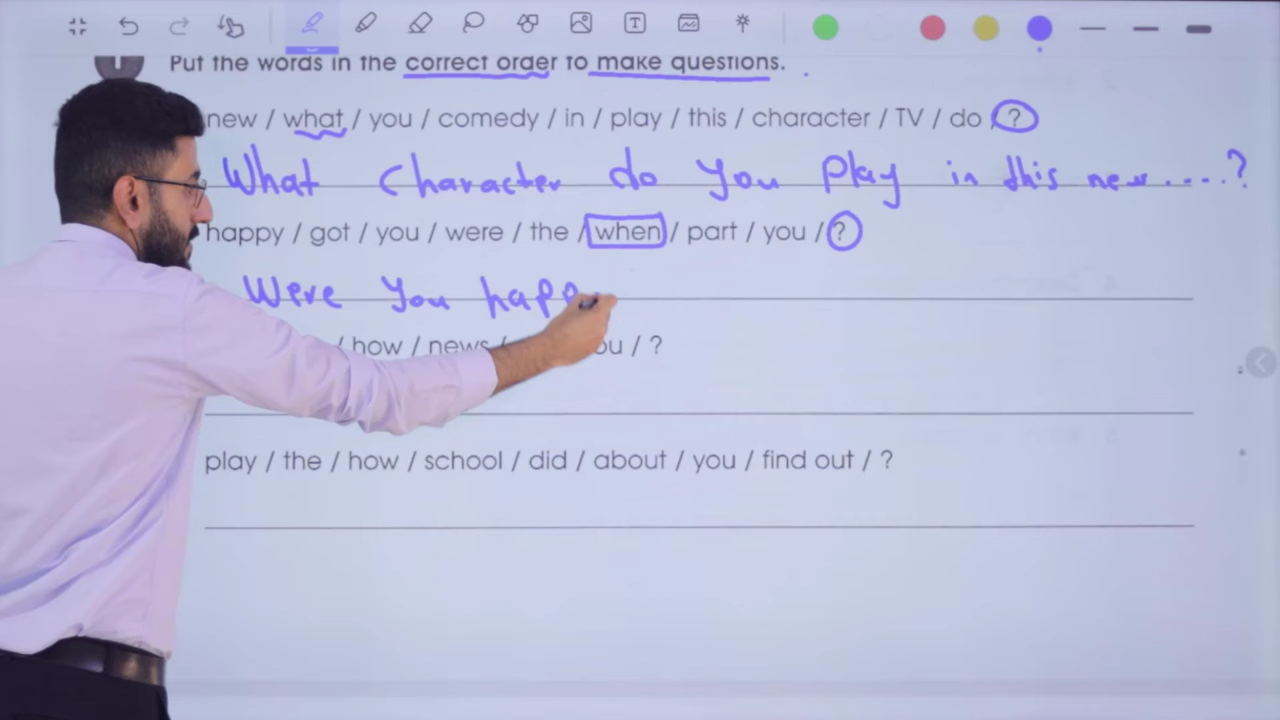 Put the words in the correct order to make questions.
new / what / you / comedy / in / play / this / character / TV / do / ?
What character do you play in this new.....?
happy / got / you / were / the / when / part / you / ?
Were you happ
/ how / news / ?
play / the / how / school / did / about / you / find out / ?